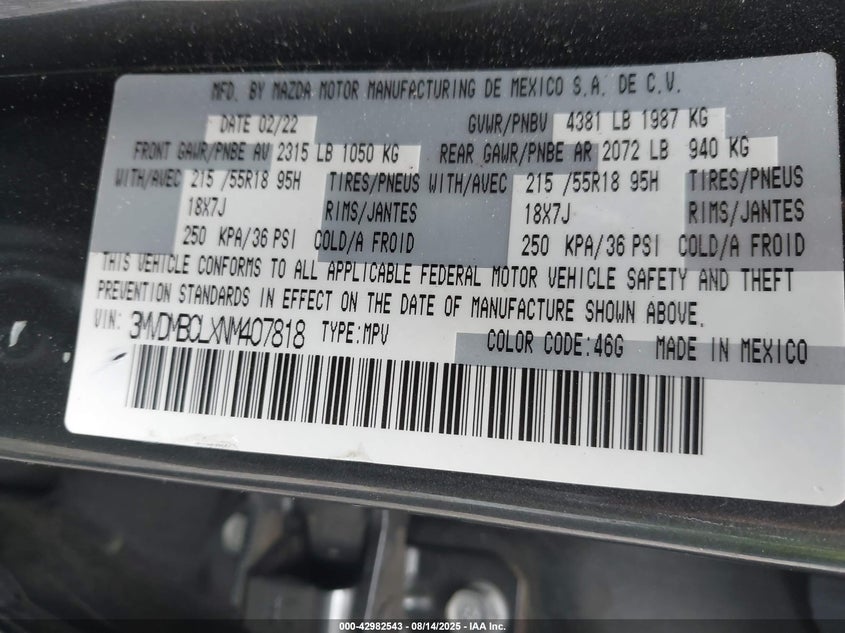 MFD. BY MAZDA MOTOR MANUFACTURING DE MEXICO S.A. DE C.V.
DATE 02/22 GVWR/PNBV 4381 LB 1987 KG
FRONT GAWR/PNBE AV 2315 LB 1050 KG REAR GAWR/PNBE AR 2072 LB 940 KG
WITH/AVEC 215 /55R18 95H TIRES/PNEUS WITH/AVEC 215 /55R18 95H TIRES/PNEUS
18X7J RIMS/JANTES 18X7J RIMS/JANTES
250 KPA/36 PSI COLD/A FROID 250 KPA/36 PSI COLD/A FROID
THIS VEHICLE CONFORMS TO ALL APPLICABLE FEDERAL MOTOR VEHICLE SAFETY AND THEFT
PREVENTION STANDARDS IN EFFECT ON THE DATE OF MANUFACTURE SHOWN ABOVE.
VIN: 3MVDMBCLXNM407818 TYPE:MPV COLOR CODE:46G MADE IN MEXICO
000-42982543 - 08/14/2025 - IAA Inc.